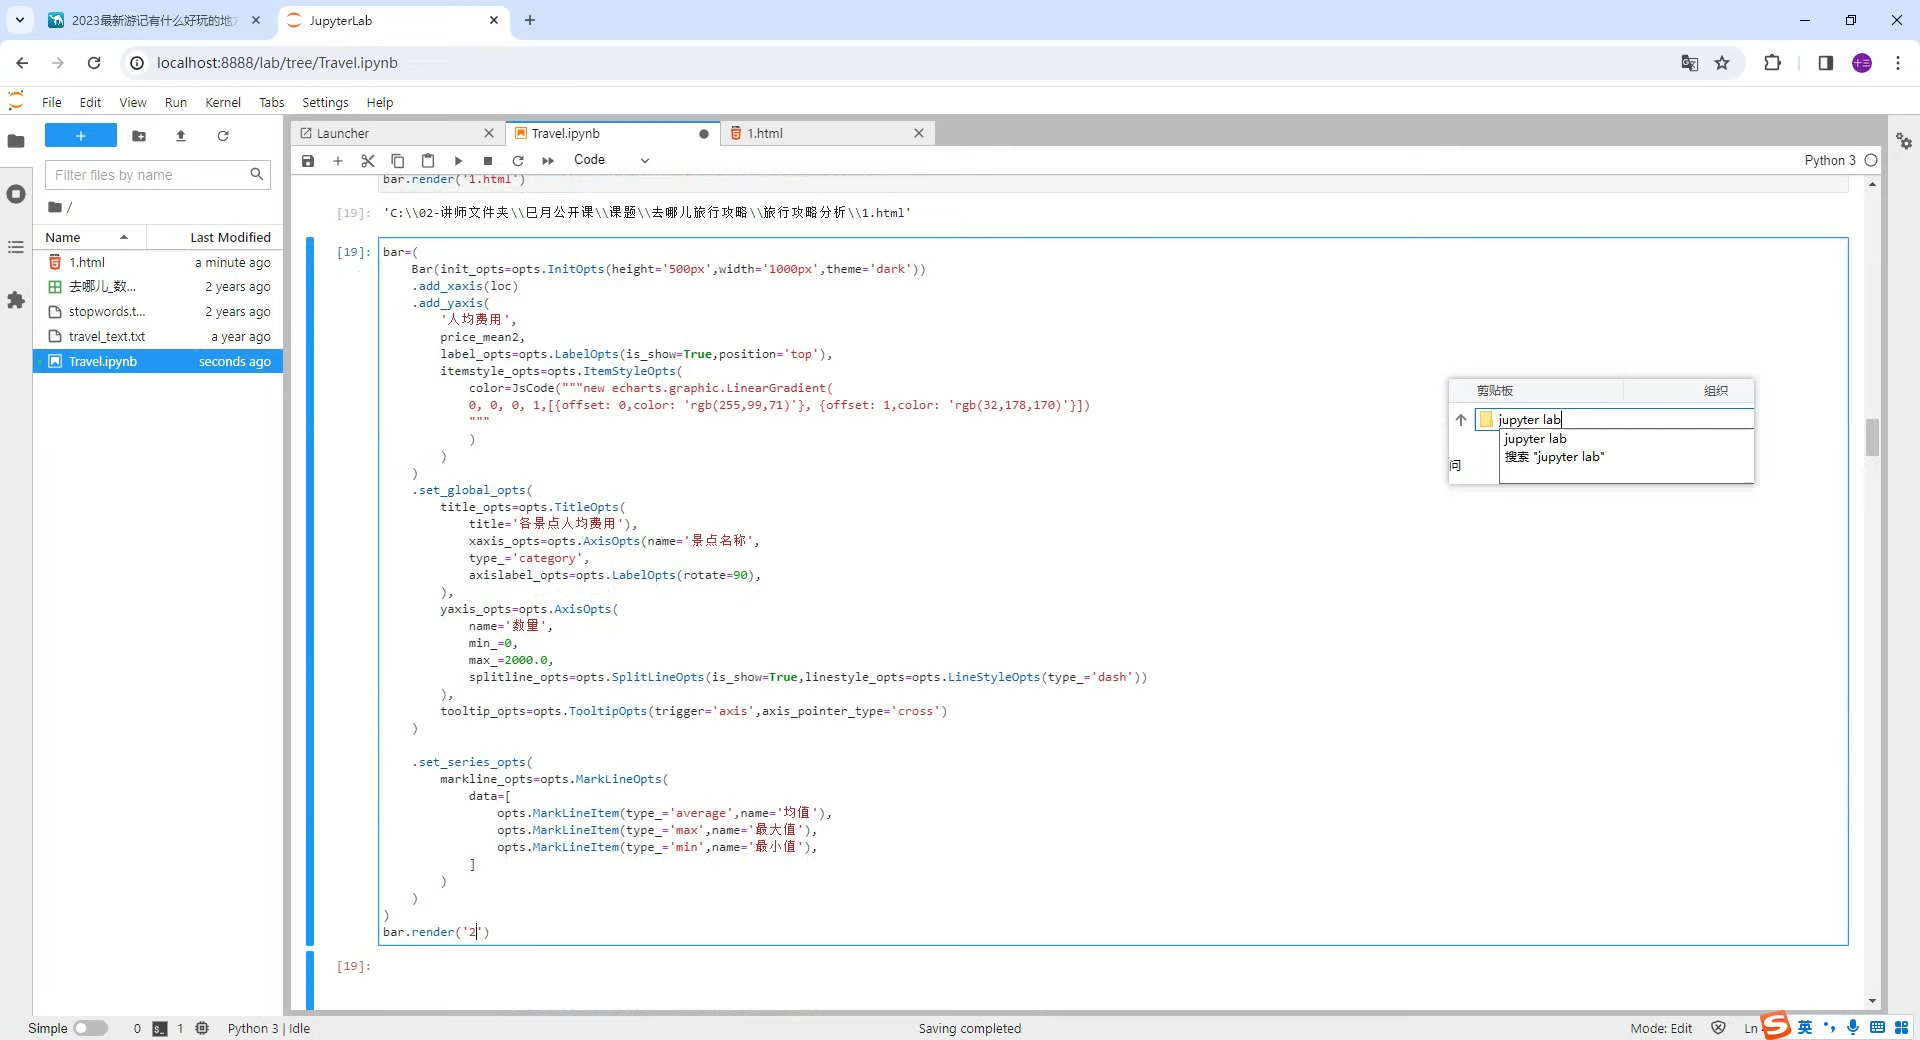 2023最新游记有什么好玩的地
JupyterLab
localhost:8888/lab/tree/Travel.ipynb
File Edit View Run Kernel Tabs Settings Help
Launcher
Travel.ipynb
1.html
Filter files by name
Code
Python 3
/
Name Last Modified
1.html a minute ago
去哪儿_数... 2 years ago
stopwords.t... 2 years ago
travel_text.txt a year ago
Travel.ipynb seconds ago
bar.render('1.html')
[19]: 'C:\\02-讲师文件夹\\巳月公开课\\课题\\去哪儿旅行攻略\\旅行攻略分析\\1.html'
[19]: bar=(
Bar(init_opts=opts.InitOpts(height='500px',width='1000px',theme='dark'))
.add_xaxis(loc)
.add_yaxis(
'人均费用',
price_mean2,
label_opts=opts.LabelOpts(is_show=True,position='top'),
itemstyle_opts=opts.ItemStyleOpts(
color=JsCode("""new echarts.graphic.LinearGradient(
0, 0, 0, 1,[{offset: 0,color: 'rgb(255,99,71)'}, {offset: 1,color: 'rgb(32,178,170)'}])
"""
)
)
)
.set_global_opts(
title_opts=opts.TitleOpts(
title='各景点人均费用'),
xaxis_opts=opts.AxisOpts(name='景点名称',
type_='category',
axislabel_opts=opts.LabelOpts(rotate=90),
),
yaxis_opts=opts.AxisOpts(
name='数量',
min_=0,
max_=2000.0,
splitline_opts=opts.SplitLineOpts(is_show=True,linestyle_opts=opts.LineStyleOpts(type_='dash'))
),
tooltip_opts=opts.TooltipOpts(trigger='axis',axis_pointer_type='cross')
)
.set_series_opts(
markline_opts=opts.MarkLineOpts(
data=[
opts.MarkLineItem(type_='average',name='均值'),
opts.MarkLineItem(type_='max',name='最大值'),
opts.MarkLineItem(type_='min',name='最小值'),
]
)
)
)
bar.render('2')
[19]:
剪贴板 组织
jupyter lab
jupyter lab
搜索 "jupyter lab"
问
Simple 0 1 Python 3 | Idle Saving completed Mode: Edit Ln 英